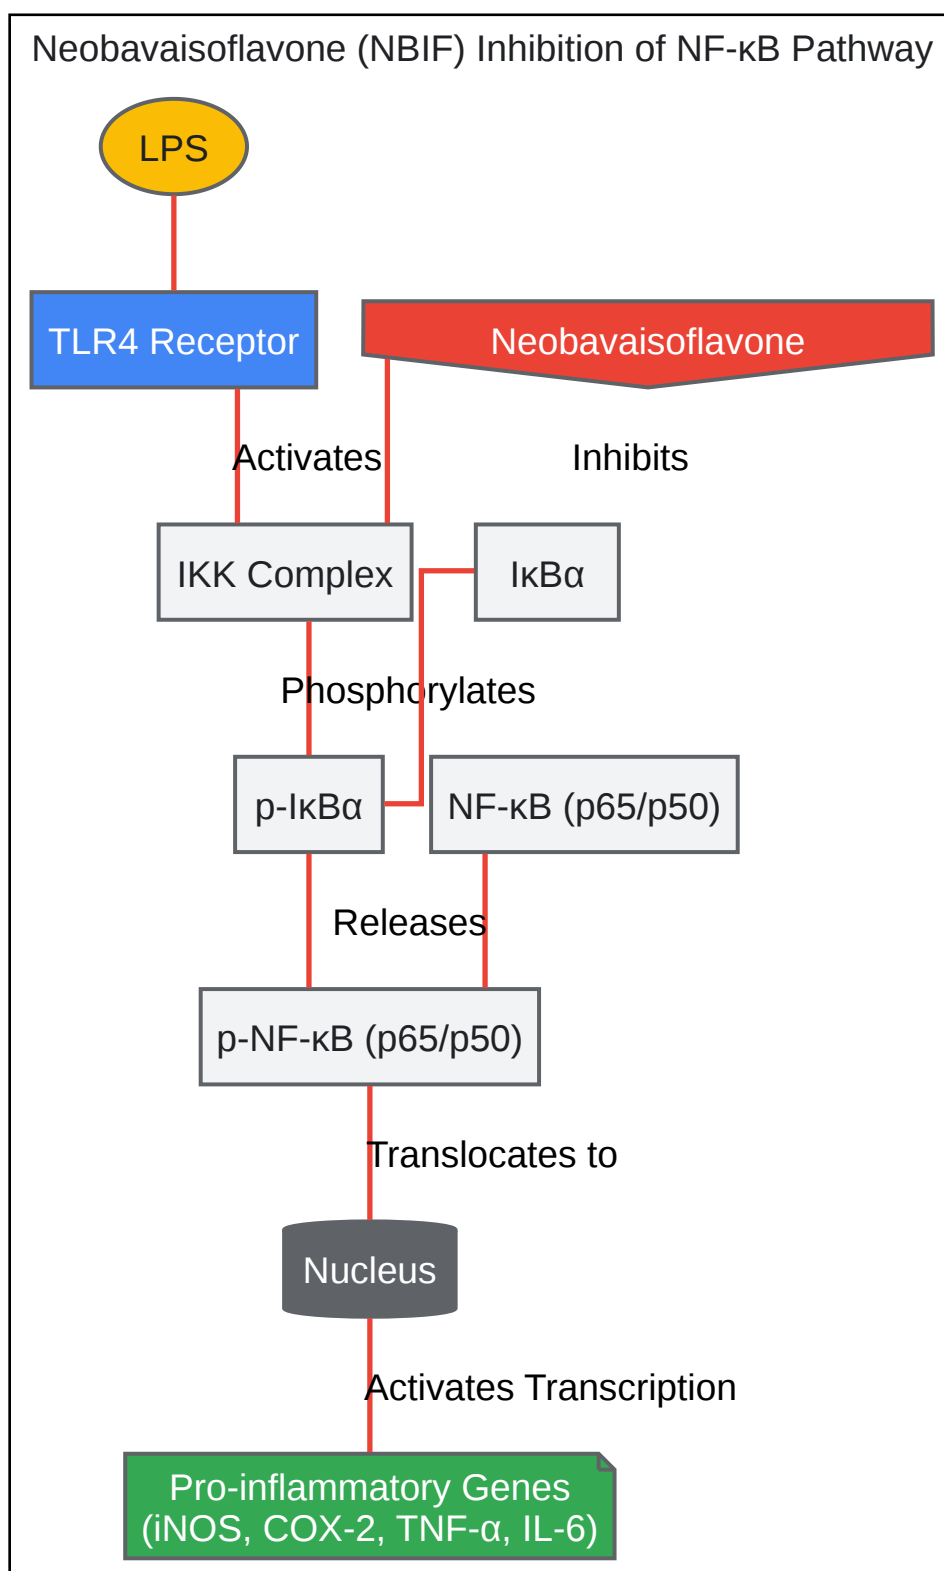 Neobavaisoflavone (NBIF) Inhibition of NF-κB Pathway
LPS
TLR4 Receptor
Neobavaisoflavone
Activates
Inhibits
IKK Complex
IκBα
Phosphorylates
p-IκBα
NF-κB (p65/p50)
Releases
p-NF-κB (p65/p50)
Translocates to
Nucleus
Activates Transcription
Pro-inflammatory Genes
(iNOS, COX-2, TNF-α, IL-6)